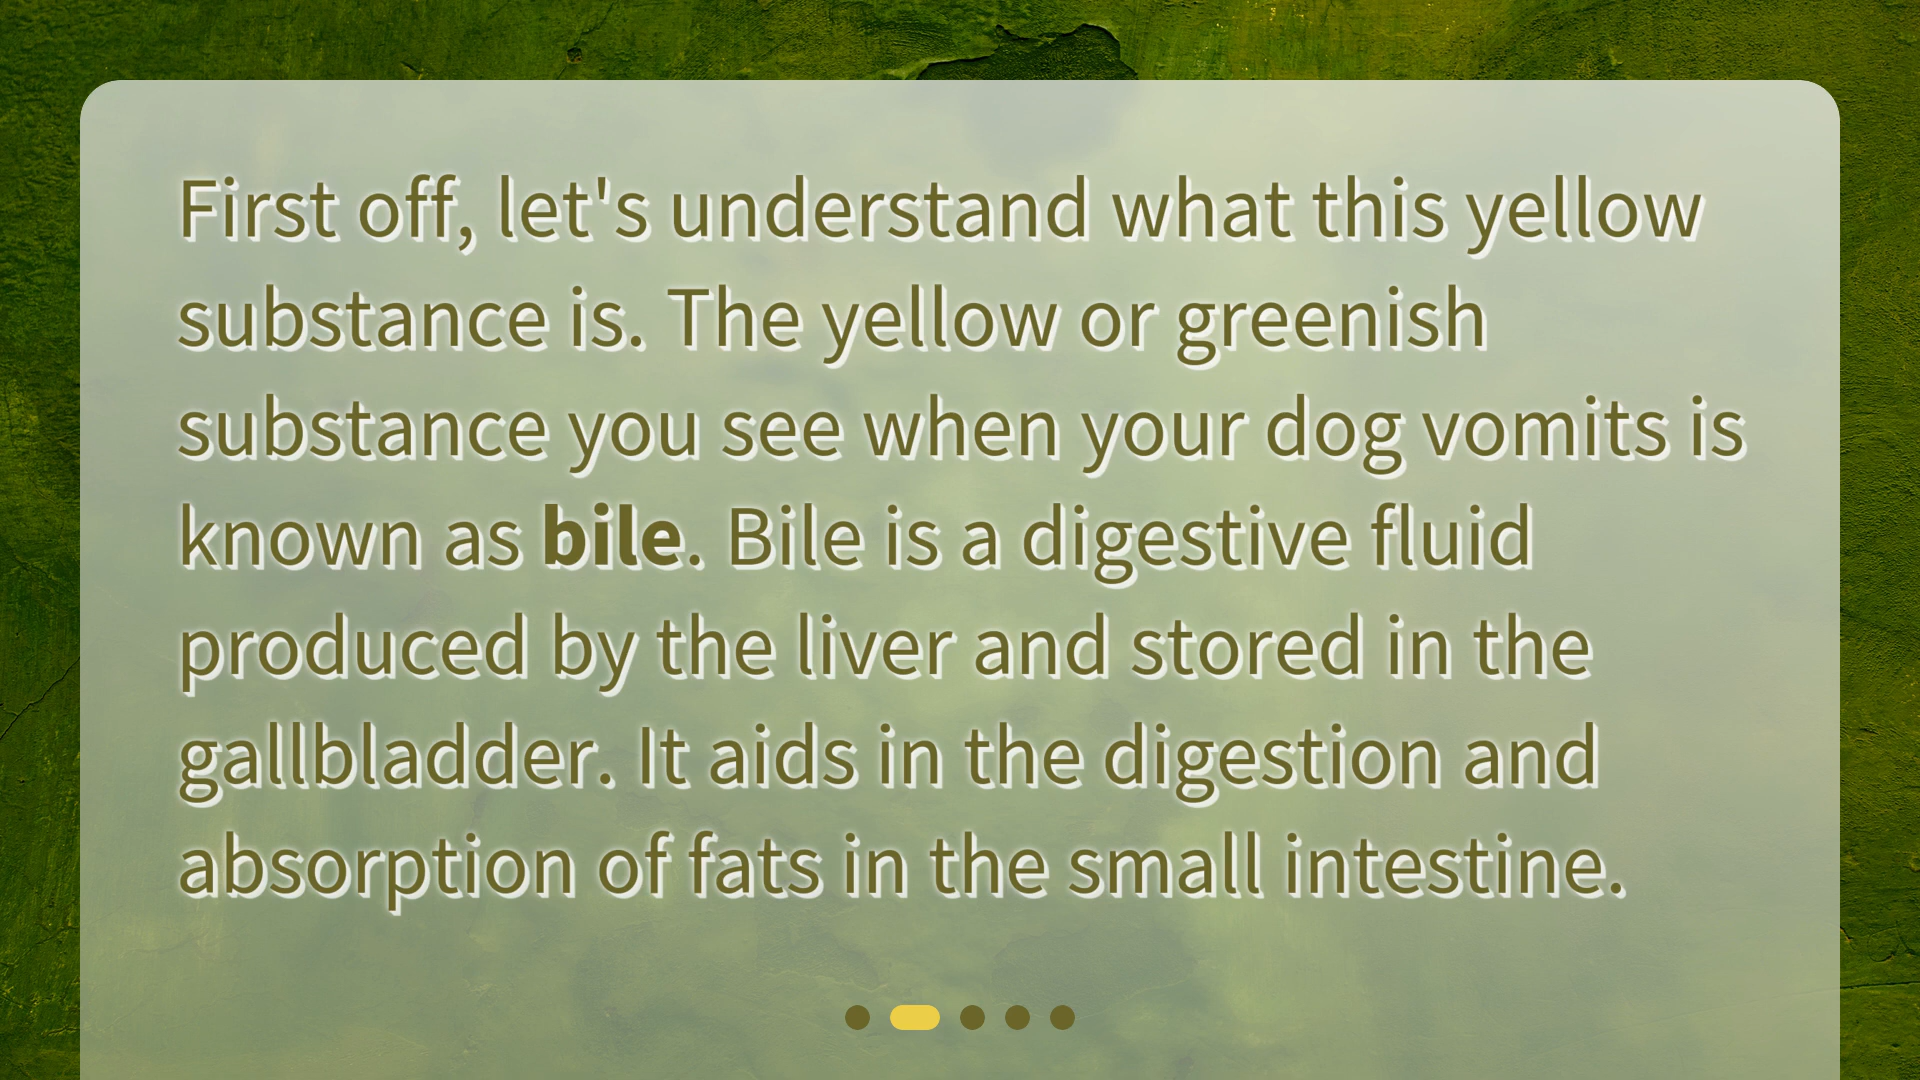 First off, let's understand what this yellow
substance is. The yellow or greenish
substance you see when your dog vomits is
known as bile. Bile is a digestive fluid
produced by the liver and stored in the
gallbladder. It aids in the digestion and
absorption of fats in the small intestine.